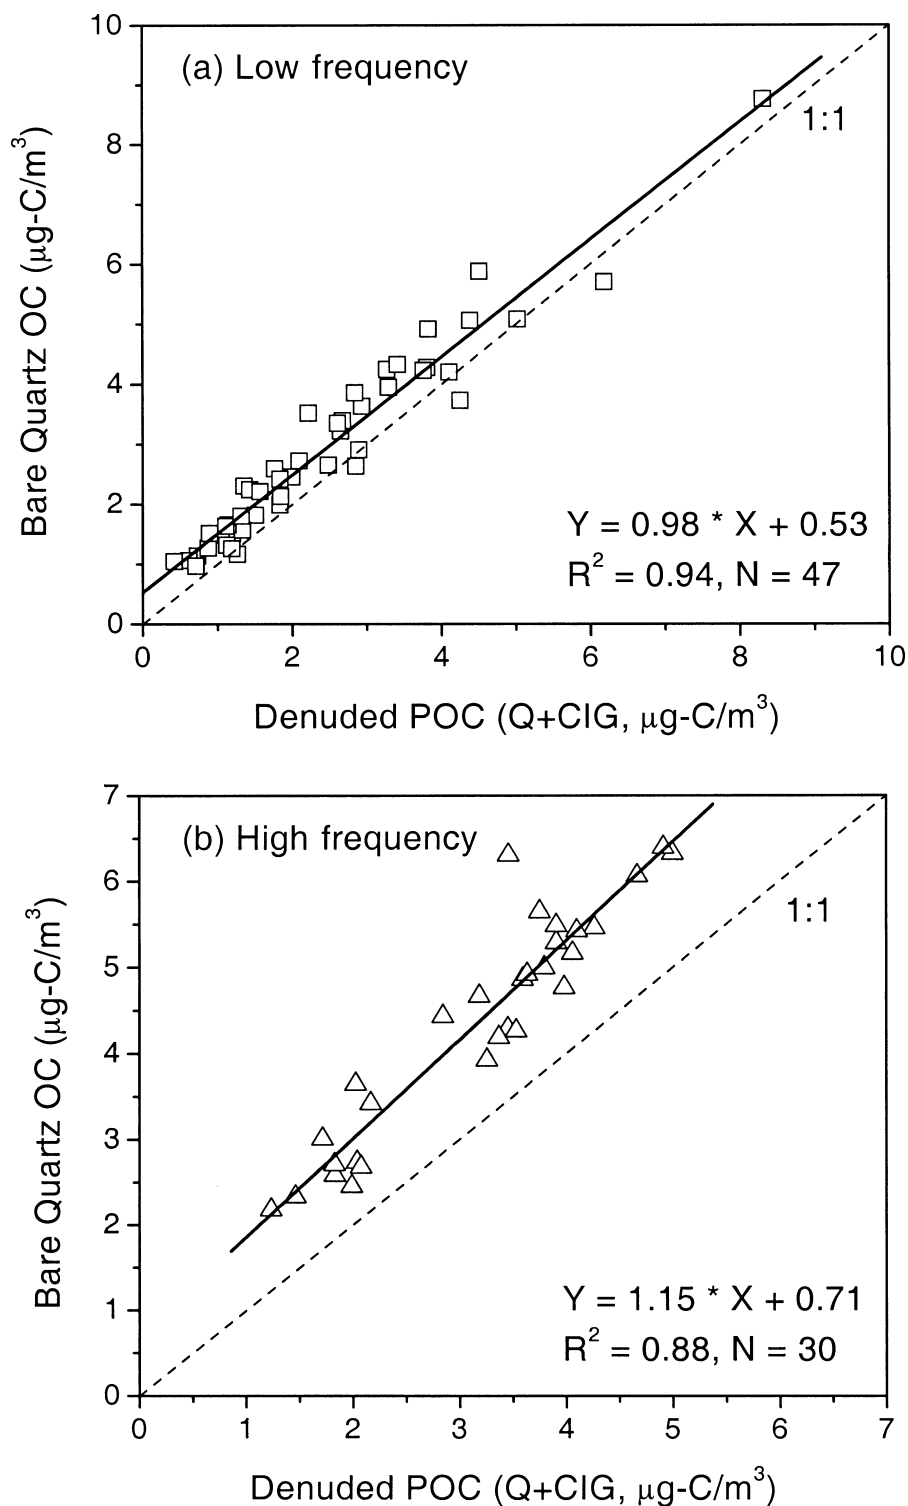 (a) Low frequency
1:1
Y = 0.98 * X + 0.53
R² = 0.94, N = 47
Bare Quartz OC (µg-C/m³)
10
8
6
4
2
0
0 2 4 6 8 10
Denuded POC (Q+CIG, µg-C/m³)
(b) High frequency
1:1
Y = 1.15 * X + 0.71
R² = 0.88, N = 30
Bare Quartz OC (µg-C/m³)
7
6
5
4
3
2
1
0
0 1 2 3 4 5 6 7
Denuded POC (Q+CIG, µg-C/m³)